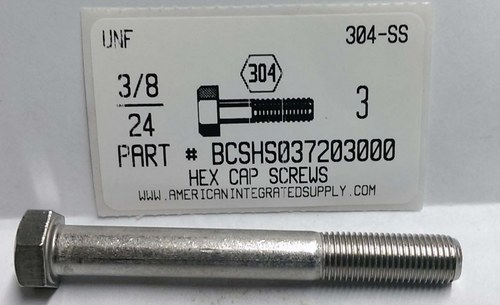 UNF 304-SS
304
3/8
24
3
PART # BCSHS037203000
HEX CAP SCREWS
WWW.AMERICANINTEGRATEDSUPPLY.COM